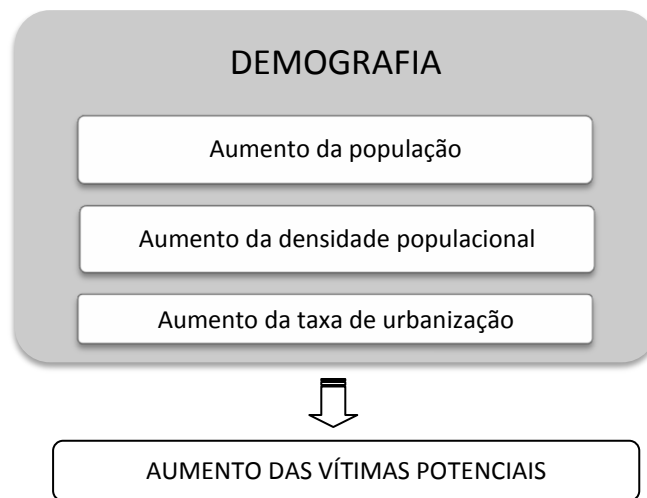 DEMOGRAFIA
Aumento da população
Aumento da densidade populacional
Aumento da taxa de urbanização
AUMENTO DAS VÍTIMAS POTENCIAIS